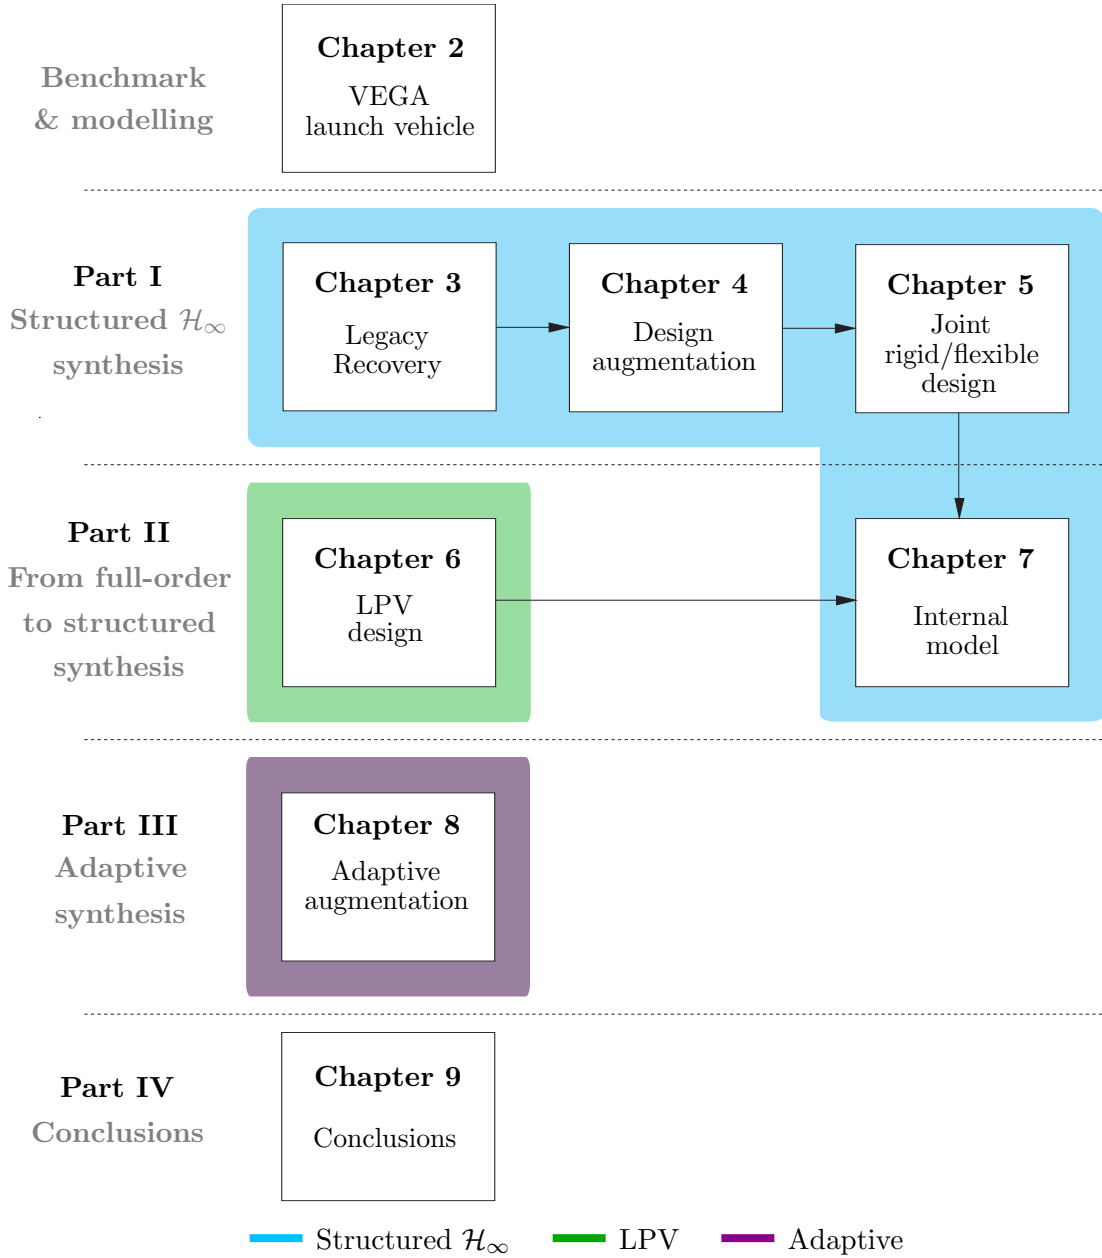 Benchmark
& modelling
Chapter 2
VEGA
launch vehicle
Part I
Structured 𝓗∞
synthesis
.
Chapter 3
Legacy
Recovery
Chapter 4
Design
augmentation
Chapter 5
Joint
rigid/flexible
design
Part II
From full-order
to structured
synthesis
Chapter 6
LPV
design
Chapter 7
Internal
model
Part III
Adaptive
synthesis
Chapter 8
Adaptive
augmentation
Part IV
Conclusions
Chapter 9
Conclusions
Structured 𝓗∞
LPV
Adaptive